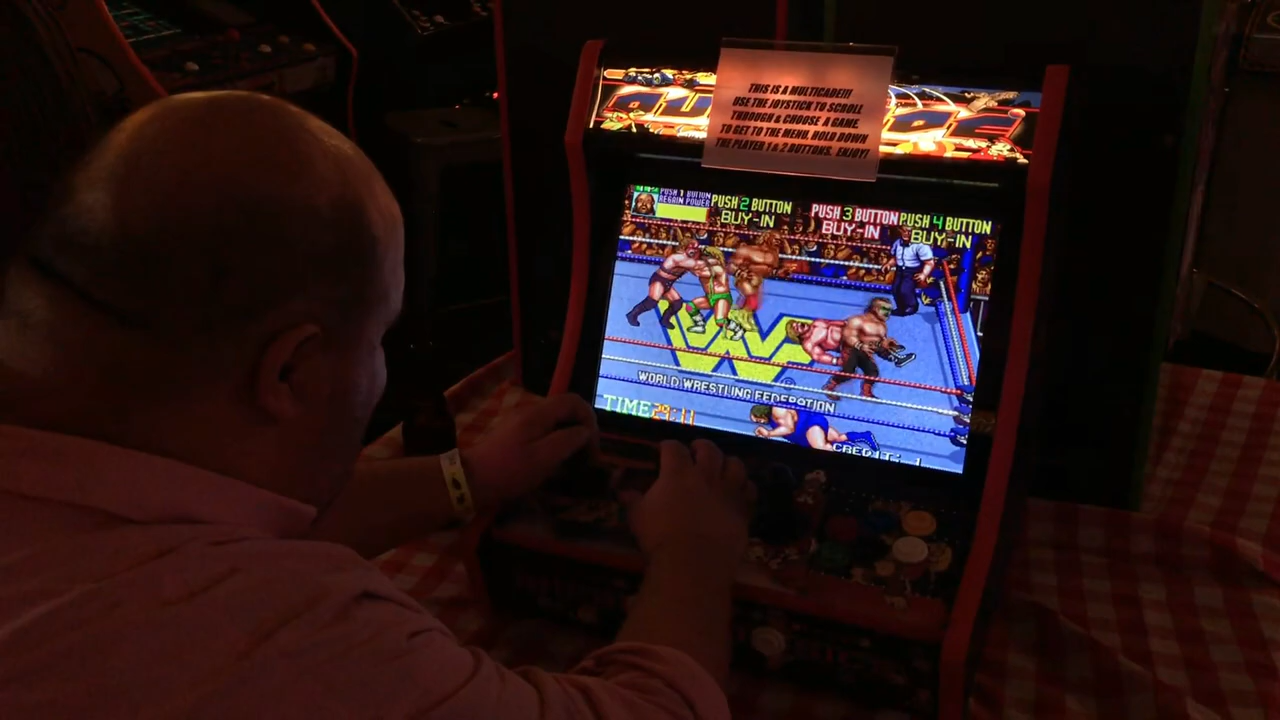 THIS IS A MULTICADE!!!
USE THE JOYSTICK TO SCROLL
THROUGH & CHOOSE A GAME.
TO GET TO THE MENU, HOLD DOWN
THE PLAYER 1 & 2 BUTTONS. ENJOY!
PUSH 1 BUTTON
REGAIN POWER
PUSH 2 BUTTON
BUY-IN
PUSH 3 BUTTON
BUY-IN
PUSH 4 BUTTON
BUY-IN
W
WORLD WRESTLING FEDERATION
TIME 29:11
CREDIT: 1